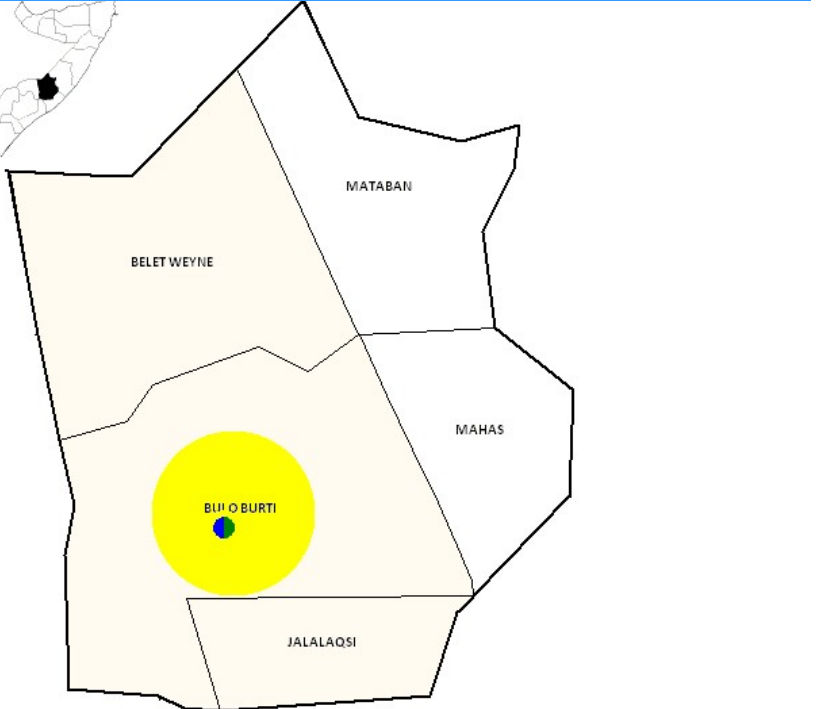 MATABAN
BELET WEYNE
MAHAS
BULO BURTI
JALALAQSI